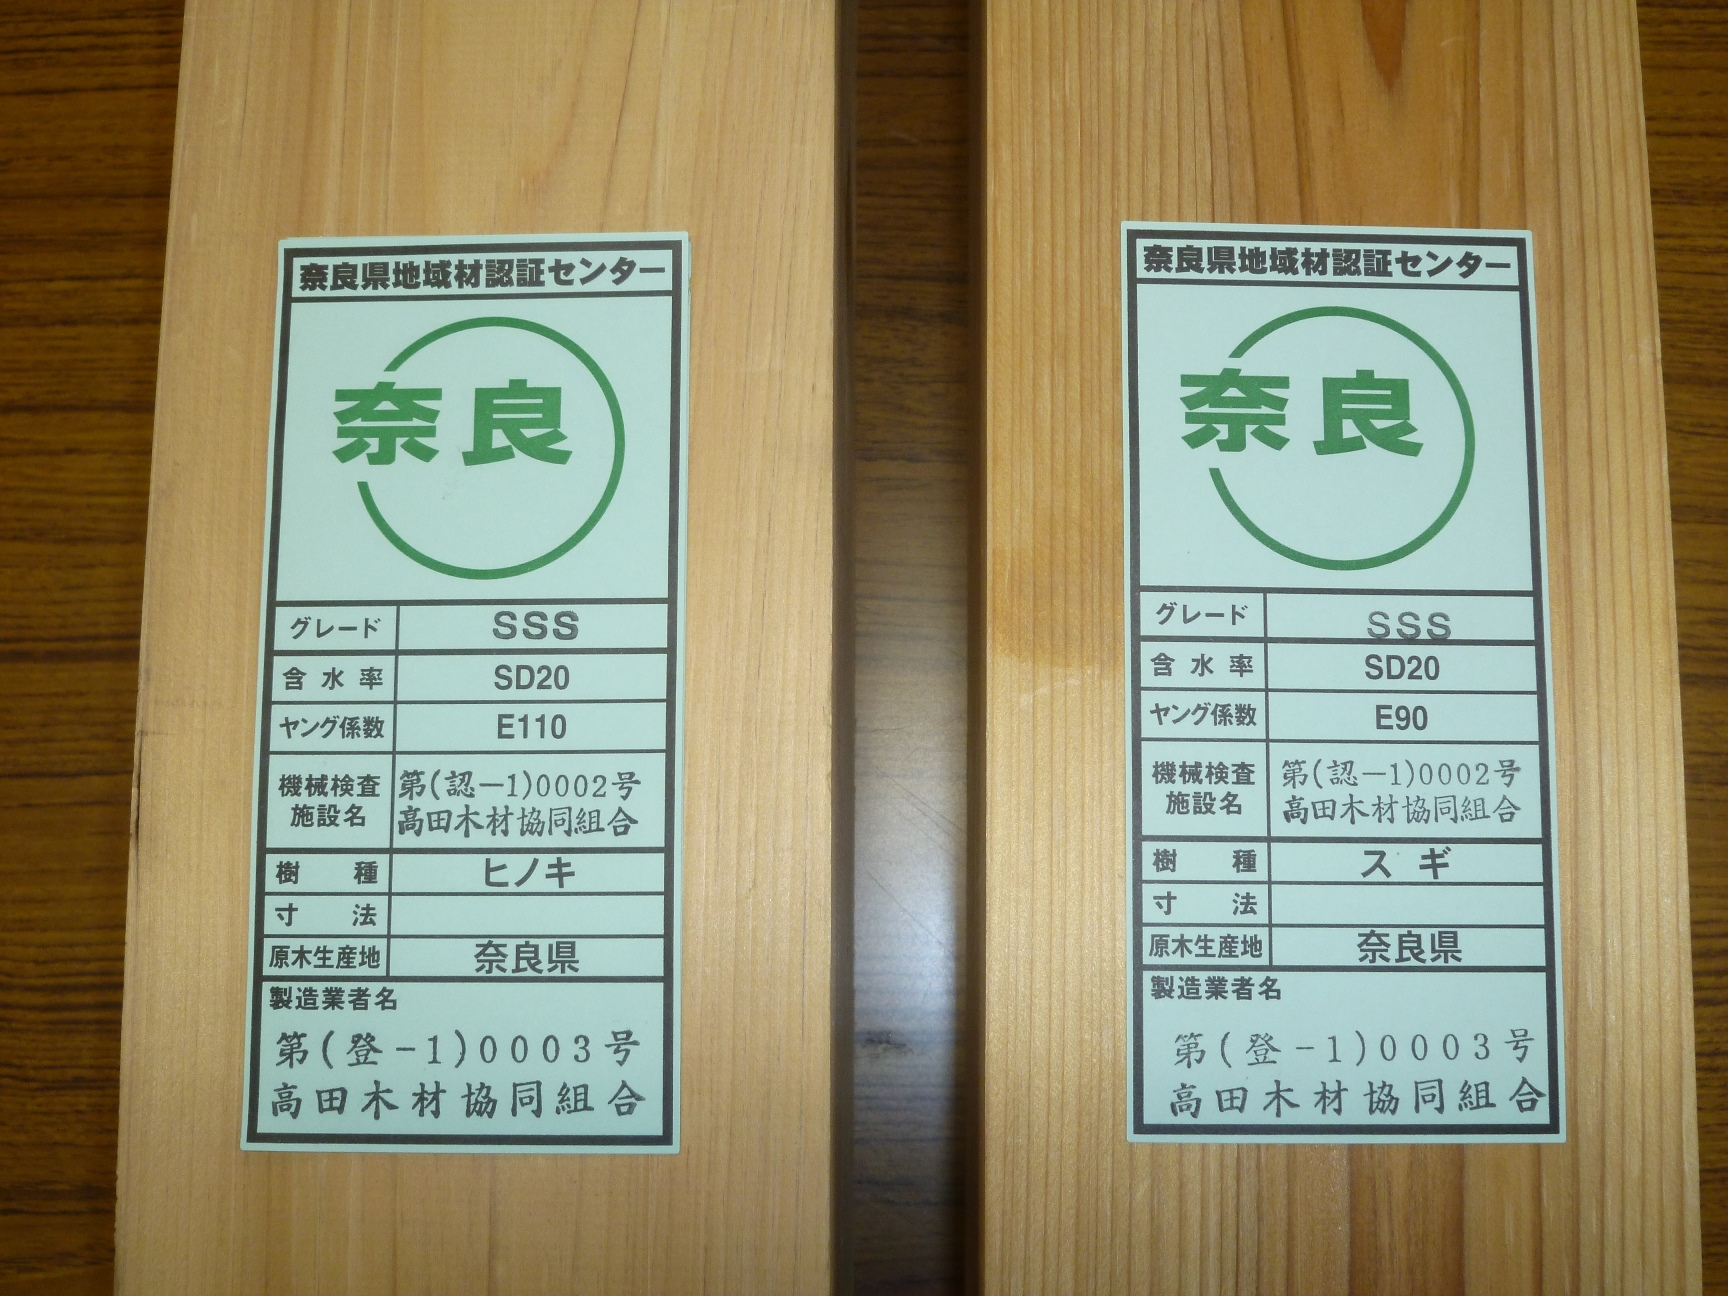 奈良県地域材認証センター
奈良
グレード SSS
含水率 SD20
ヤング係数 E110
機械検査施設名 第(認－1)0002号
高田木材協同組合
樹種 ヒノキ
寸法
原木生産地 奈良県
製造業者名
第(登－1)0003号
高田木材協同組合
奈良県地域材認証センター
奈良
グレード SSS
含水率 SD20
ヤング係数 E90
機械検査施設名 第(認－1)0002号
高田木材協同組合
樹種 スギ
寸法
原木生産地 奈良県
製造業者名
第(登－1)0003号
高田木材協同組合